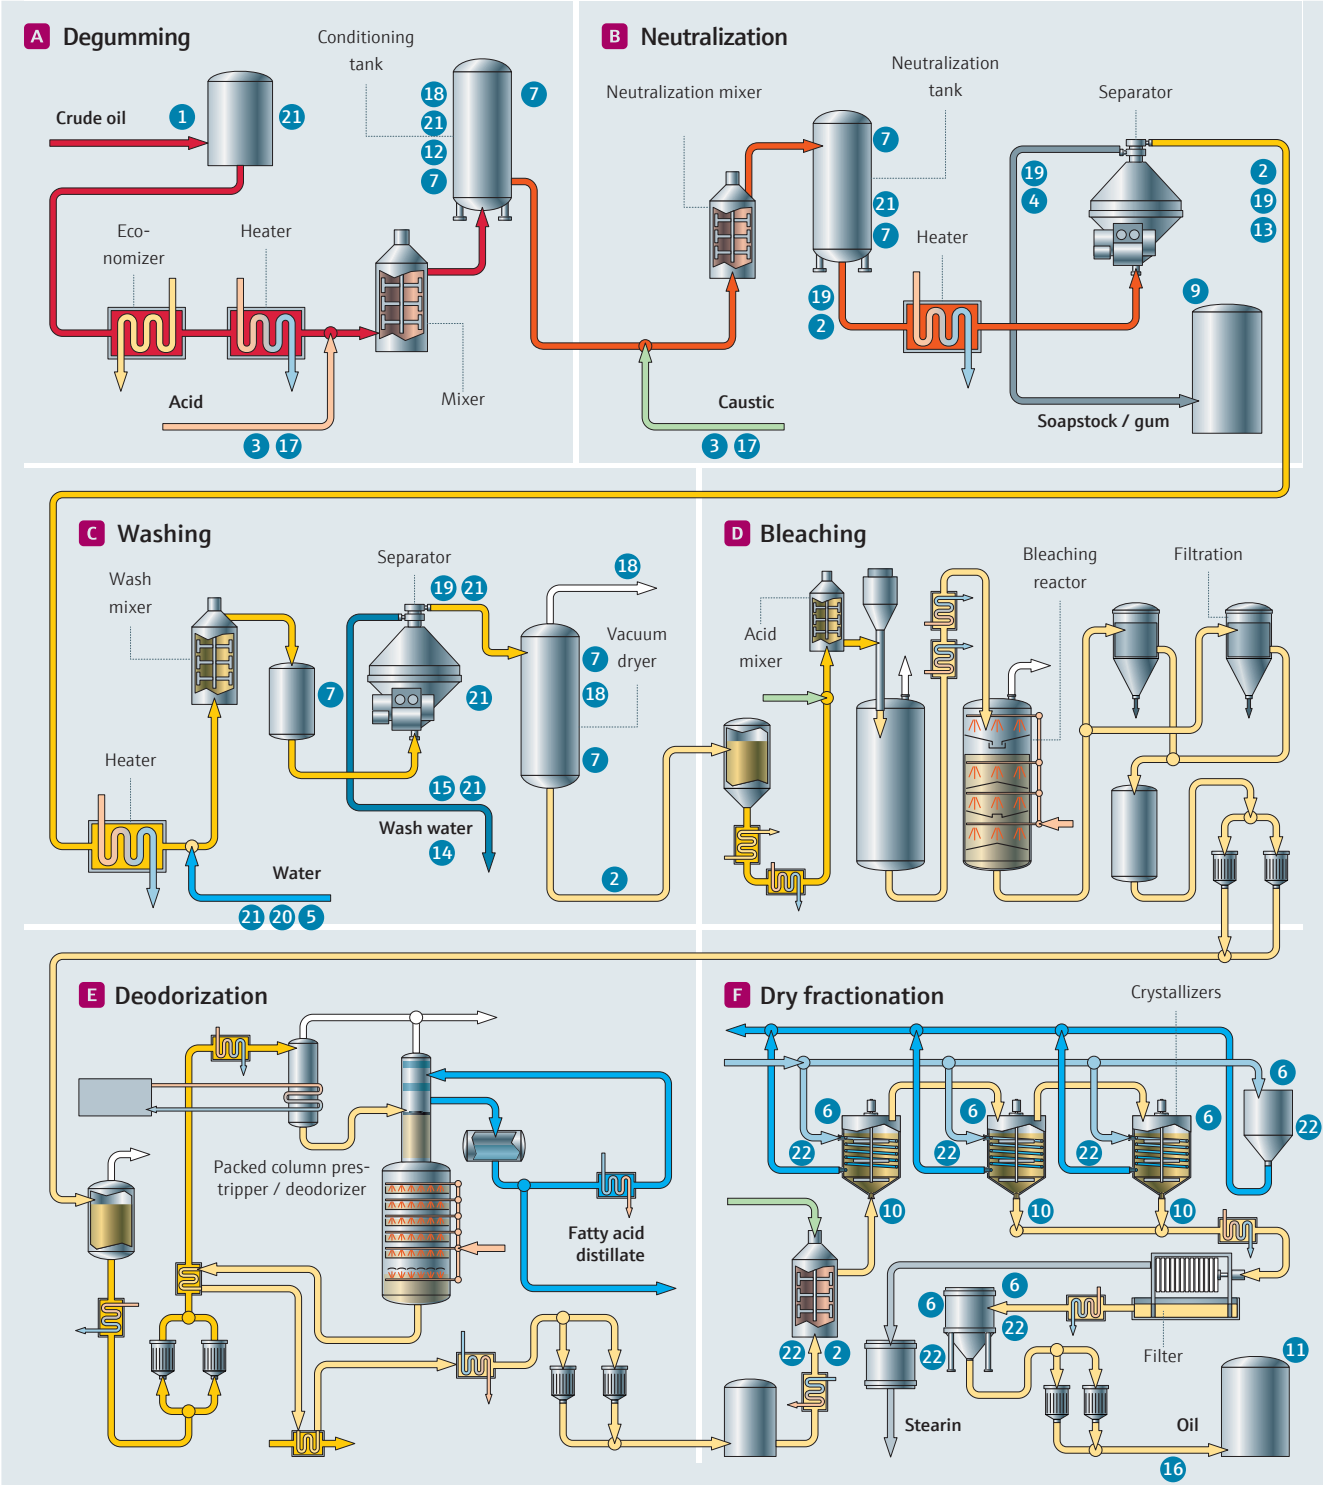 A Degumming
Conditioning
tank
Crude oil
1
21
18
21
12
7
7
Eco-
nomizer
Heater
Acid
3 17
Mixer
B Neutralization
Neutralization mixer
Neutralization
tank
Separator
7
21
7
19
2
Heater
19
4
2
19
13
9
Caustic
3 17
Soapstock / gum
C Washing
Wash
mixer
Separator
19 21
18
Vacuum
dryer
7
18
7
7
21
Heater
15 21
Wash water
14
Water
21 20 5
2
D Bleaching
Acid
mixer
Bleaching
reactor
Filtration
E Deodorization
Packed column pres-
tripper / deodorizer
Fatty acid
distillate
F Dry fractionation
Crystallizers
6
6
6
6
22
22
22
22
10
10
10
6
6
22
22
2
22
Filter
11
Stearin
Oil
16